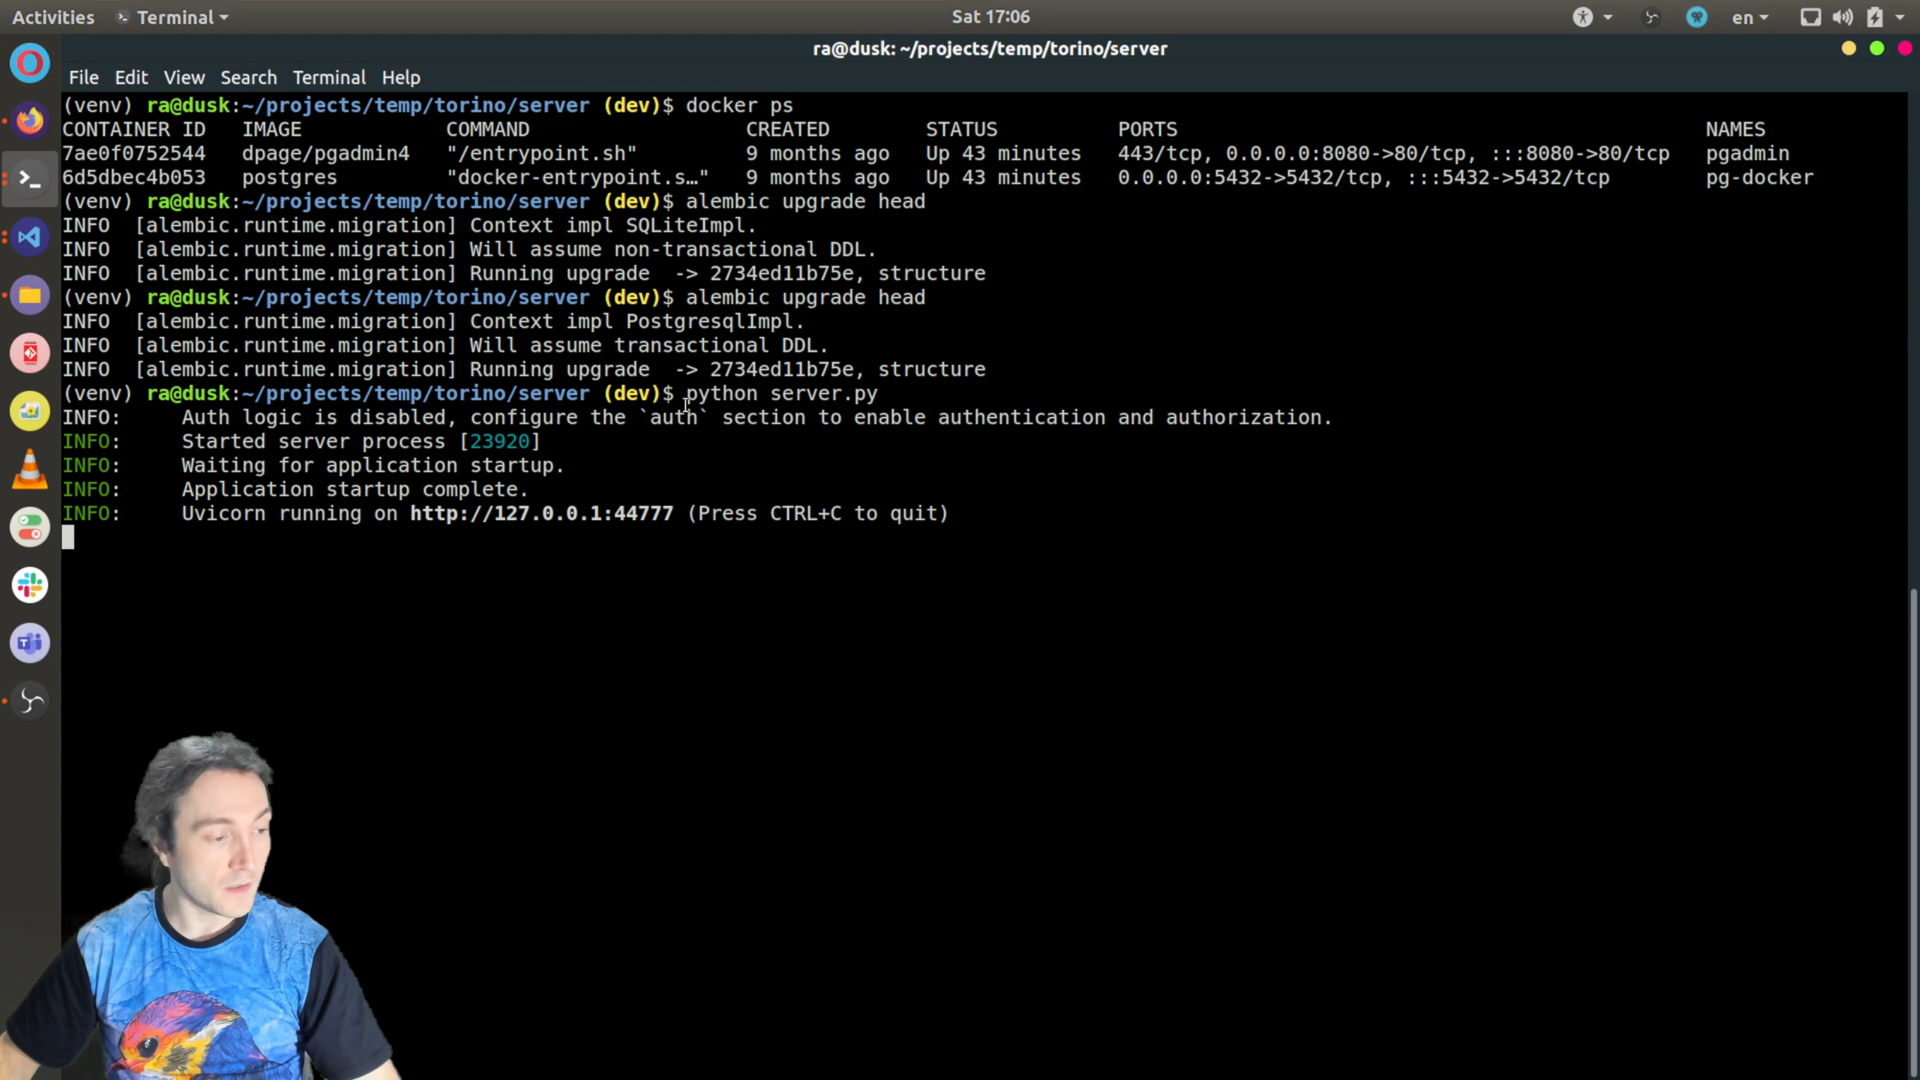 Activities
Terminal
Sat 17:06
en
ra@dusk: ~/projects/temp/torino/server
File Edit View Search Terminal Help
(venv) ra@dusk:~/projects/temp/torino/server (dev)$ docker ps
CONTAINER ID IMAGE COMMAND CREATED STATUS PORTS NAMES
7ae0f0752544 dpage/pgadmin4 "/entrypoint.sh" 9 months ago Up 43 minutes 443/tcp, 0.0.0.0:8080->80/tcp, :::8080->80/tcp pgadmin
6d5dbec4b053 postgres "docker-entrypoint.s…" 9 months ago Up 43 minutes 0.0.0.0:5432->5432/tcp, :::5432->5432/tcp pg-docker
(venv) ra@dusk:~/projects/temp/torino/server (dev)$ alembic upgrade head
INFO [alembic.runtime.migration] Context impl SQLiteImpl.
INFO [alembic.runtime.migration] Will assume non-transactional DDL.
INFO [alembic.runtime.migration] Running upgrade -> 2734ed11b75e, structure
(venv) ra@dusk:~/projects/temp/torino/server (dev)$ alembic upgrade head
INFO [alembic.runtime.migration] Context impl PostgresqlImpl.
INFO [alembic.runtime.migration] Will assume transactional DDL.
INFO [alembic.runtime.migration] Running upgrade -> 2734ed11b75e, structure
(venv) ra@dusk:~/projects/temp/torino/server (dev)$ python server.py
INFO: Auth logic is disabled, configure the `auth` section to enable authentication and authorization.
INFO: Started server process [23920]
INFO: Waiting for application startup.
INFO: Application startup complete.
INFO: Uvicorn running on http://127.0.0.1:44777 (Press CTRL+C to quit)